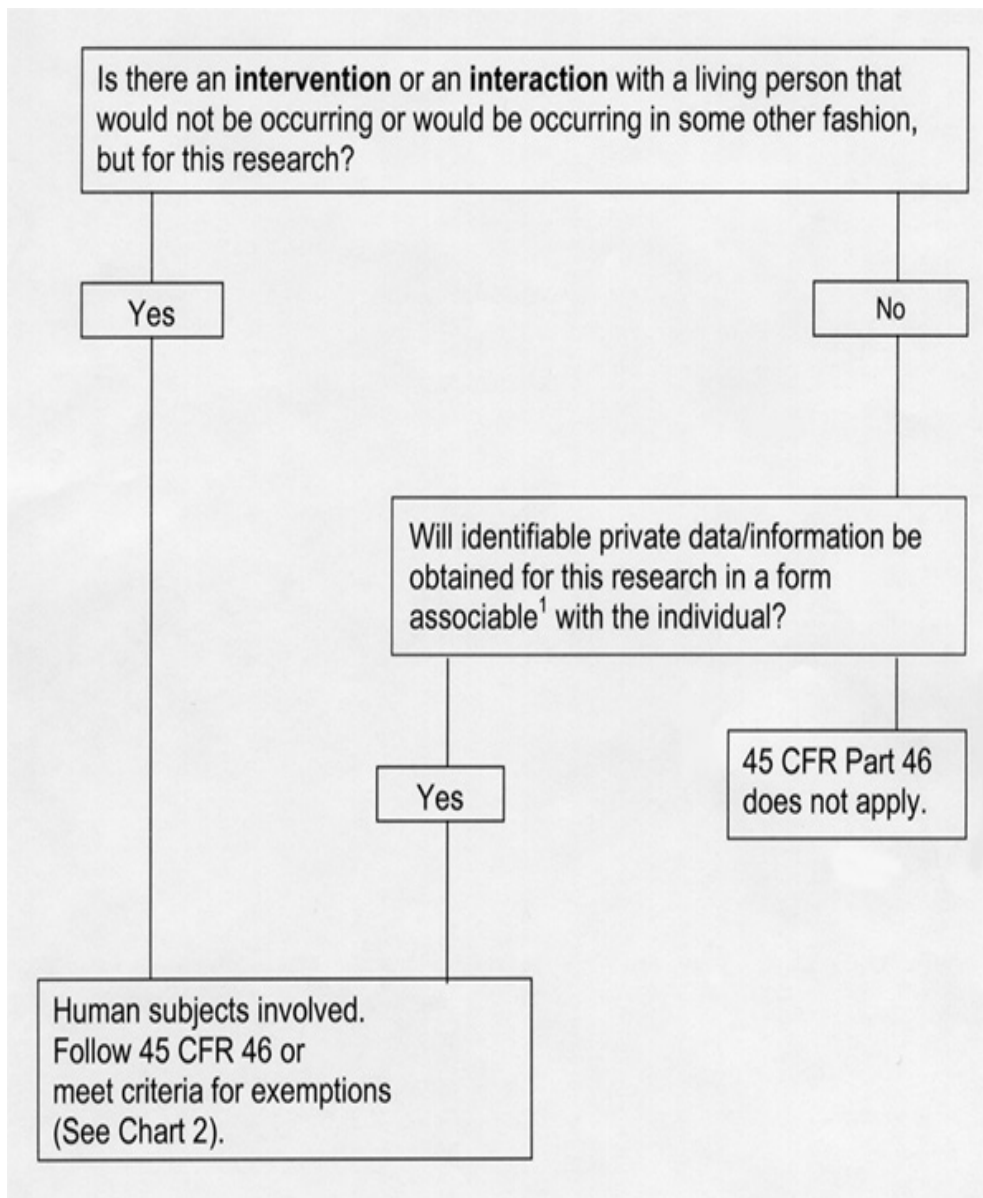 Is there an intervention or an interaction with a living person that
would not be occurring or would be occurring in some other fashion,
but for this research?
Yes
No
Will identifiable private data/information be
obtained for this research in a form
associable¹ with the individual?
Yes
45 CFR Part 46
does not apply.
Human subjects involved.
Follow 45 CFR 46 or
meet criteria for exemptions
(See Chart 2).